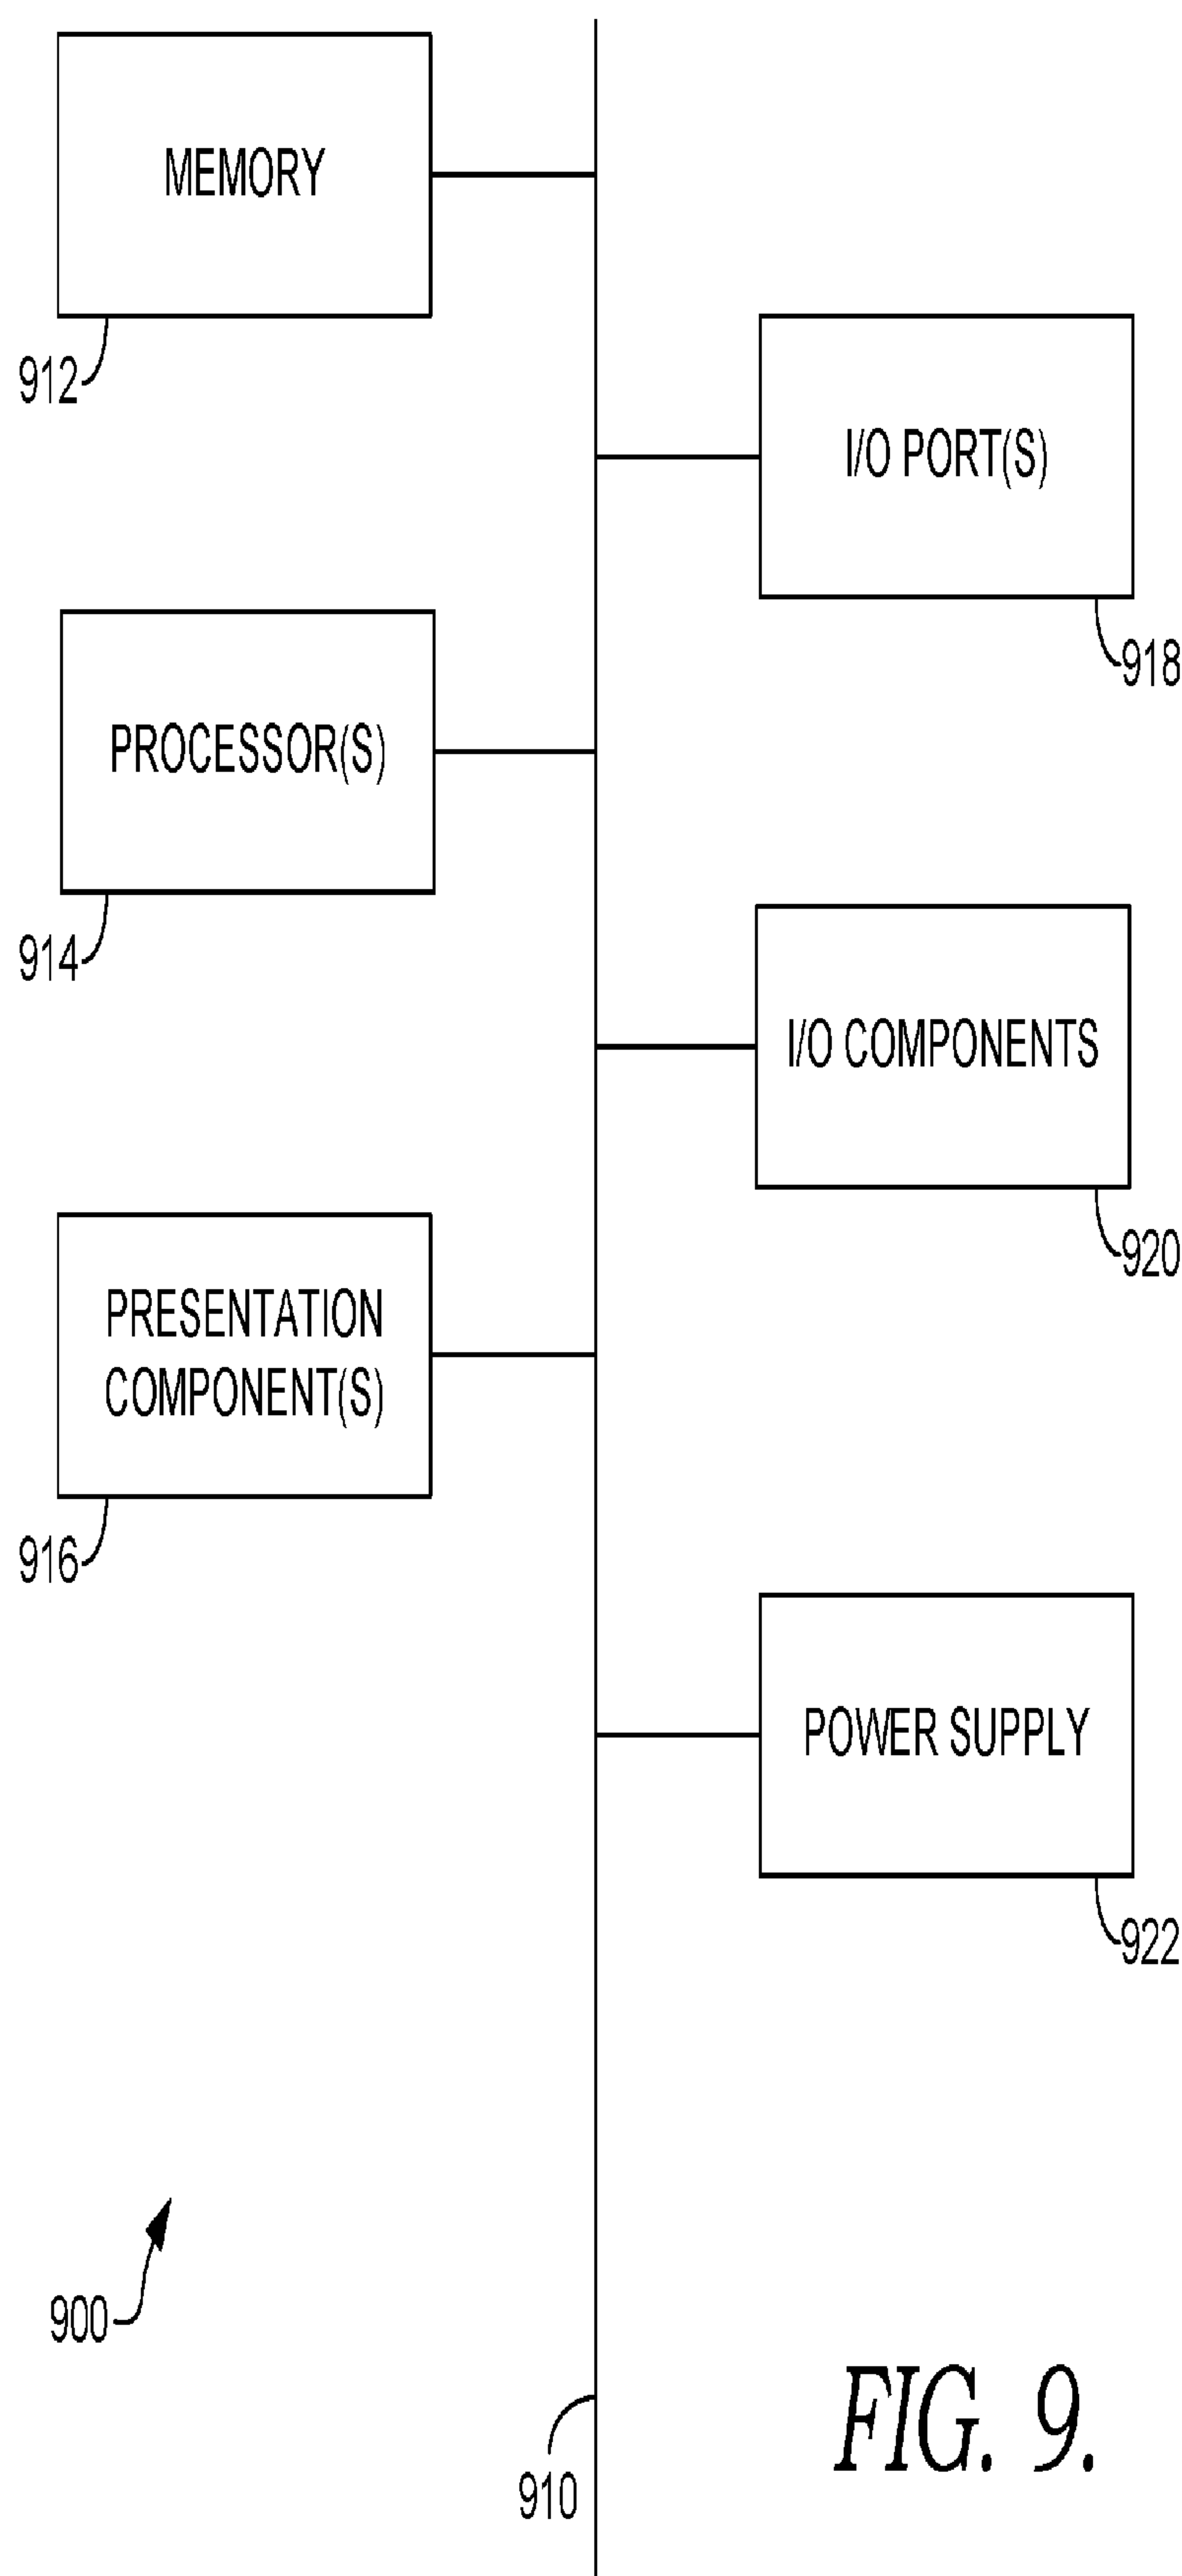 MEMORY
912
I/O PORT(S)
918
PROCESSOR(S)
914
I/O COMPONENTS
920
PRESENTATION
COMPONENT(S)
916
POWER SUPPLY
922
900
910
FIG. 9.